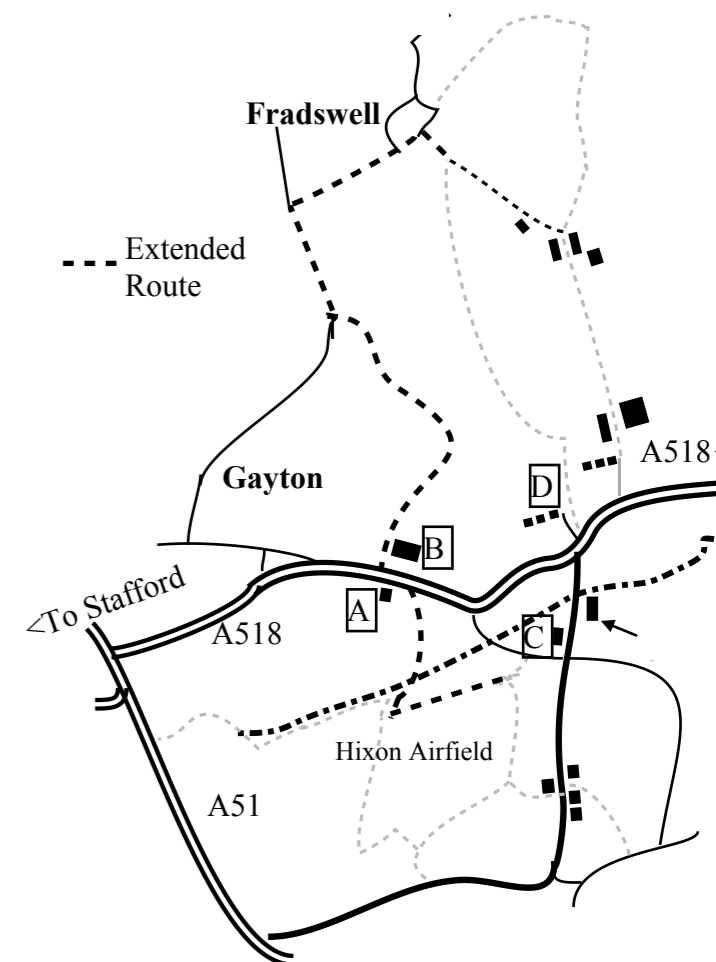 Fradswell
Extended
Route
A518
Gayton
D
B
<To Stafford
A
A518
C
Hixon Airfield
A51